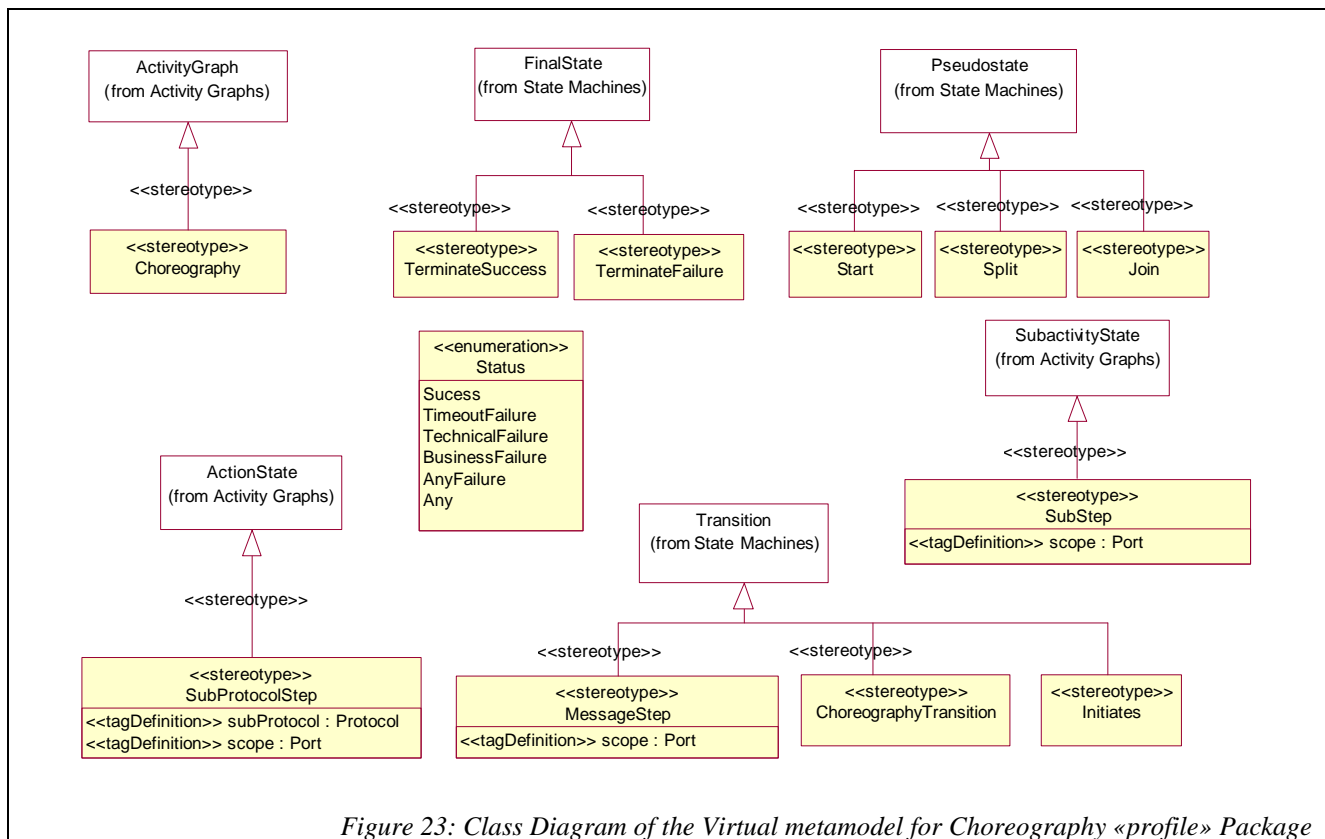 ActivityGraph
(from Activity Graphs)
<<stereotype>>
<<stereotype>>
Choreography
FinalState
(from State Machines)
<<stereotype>>
<<stereotype>>
<<stereotype>>
TerminateSuccess
<<stereotype>>
TerminateFailure
Pseudostate
(from State Machines)
<<stereotype>>
<<stereotype>>
<<stereotype>>
<<stereotype>>
Start
<<stereotype>>
Split
<<stereotype>>
Join
<<enumeration>>
Status
Sucess
TimeoutFailure
TechnicalFailure
BusinessFailure
AnyFailure
Any
SubactivityState
(from Activity Graphs)
<<stereotype>>
<<stereotype>>
SubStep
<<tagDefinition>> scope : Port
ActionState
(from Activity Graphs)
<<stereotype>>
<<stereotype>>
SubProtocolStep
<<tagDefinition>> subProtocol : Protocol
<<tagDefinition>> scope : Port
Transition
(from State Machines)
<<stereotype>>
<<stereotype>>
<<stereotype>>
MessageStep
<<tagDefinition>> scope : Port
<<stereotype>>
ChoreographyTransition
<<stereotype>>
Initiates
Figure 23: Class Diagram of the Virtual metamodel for Choreography «profile» Package